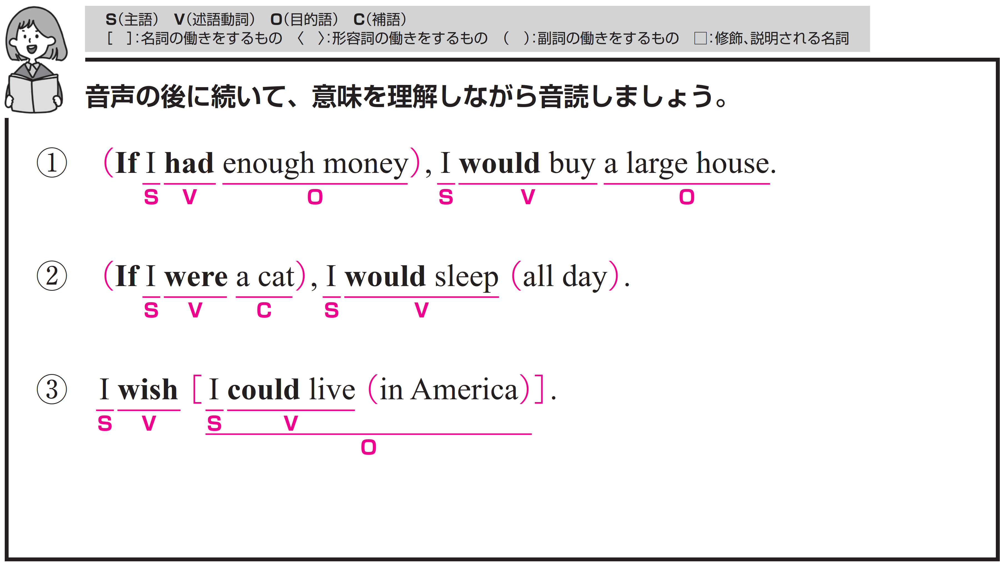 S（主語）　V（述語動詞）　O（目的語）　C（補語）
［　］：名詞の働きをするもの　〈　〉：形容詞の働きをするもの　（　）：副詞の働きをするもの　□：修飾、説明される名詞
音声の後に続いて、意味を理解しながら音読しましょう。
① （If I had enough money）, I would buy a large house.
S V O S V O
② （If I were a cat）, I would sleep （all day）.
S V C S V
③ I wish ［I could live （in America）］.
S V S V
O